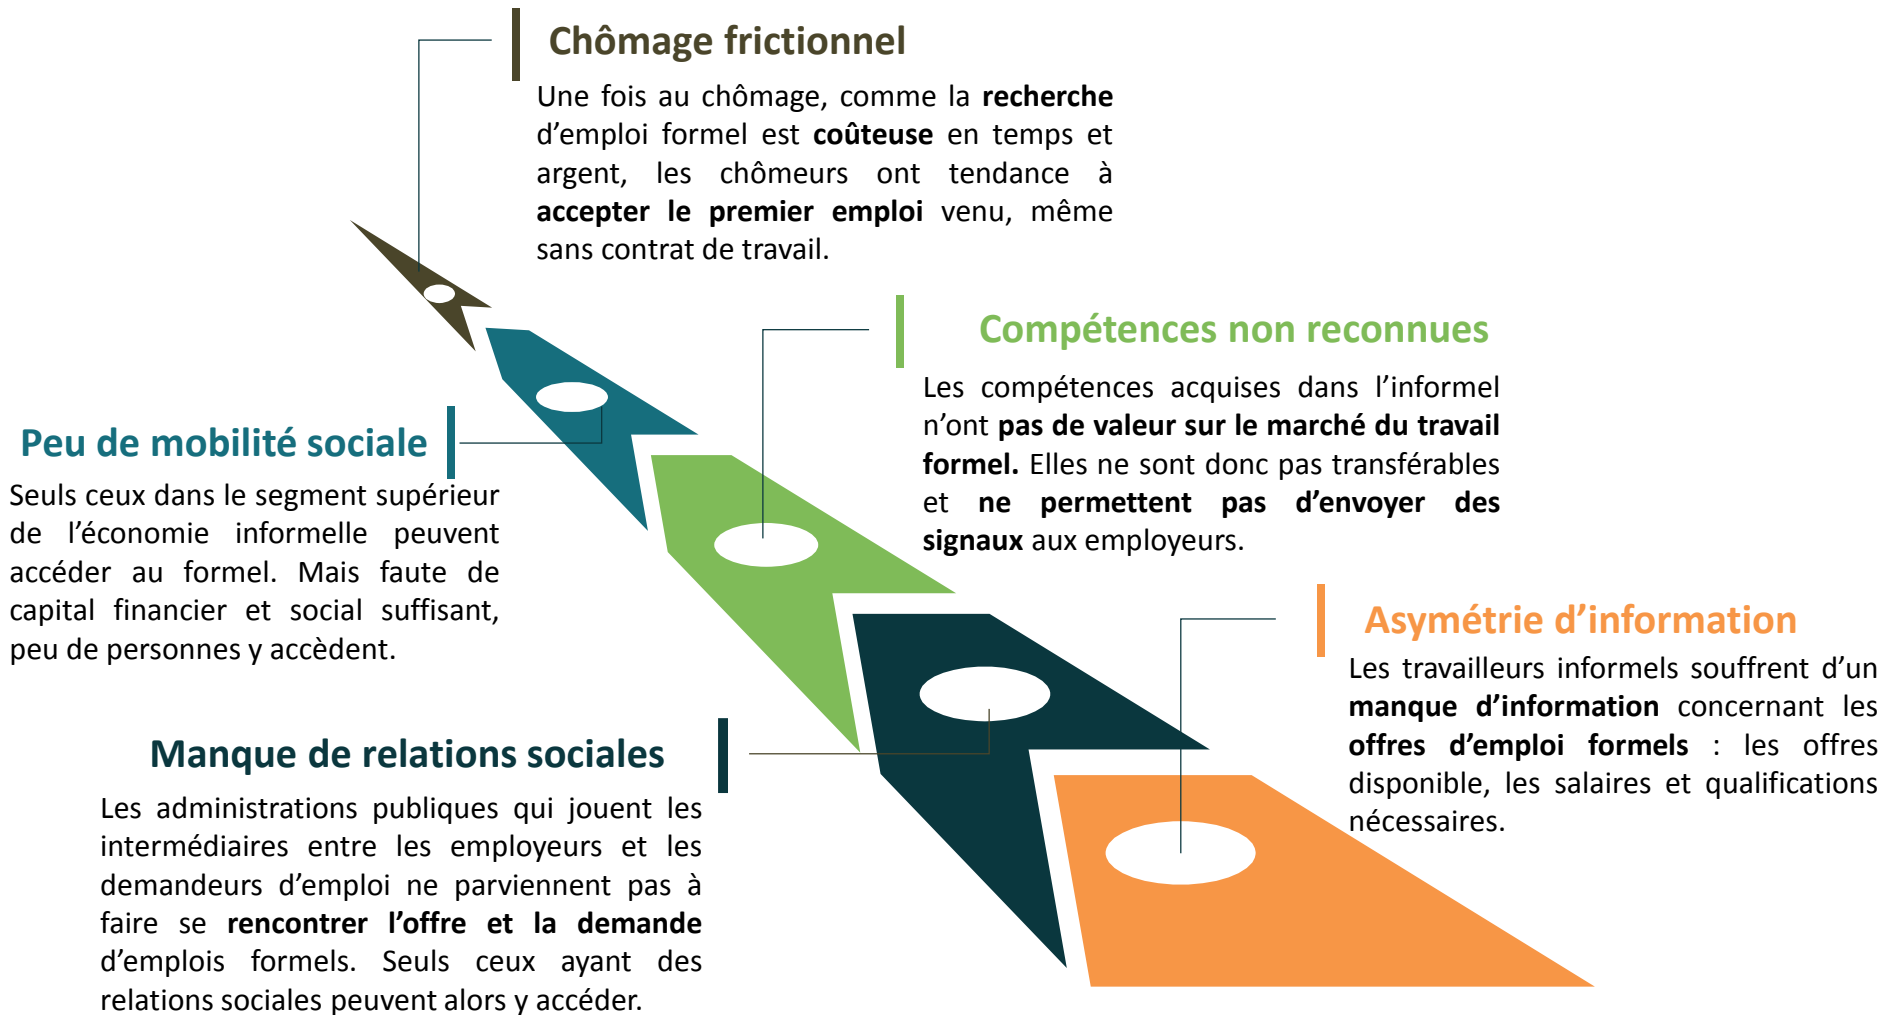 Chômage frictionnel
Une fois au chômage, comme la recherche
d’emploi formel est coûteuse en temps et
argent, les chômeurs ont tendance à
accepter le premier emploi venu, même
sans contrat de travail.
Compétences non reconnues
Les compétences acquises dans l’informel
n’ont pas de valeur sur le marché du travail
formel. Elles ne sont donc pas transférables
et ne permettent pas d’envoyer des
signaux aux employeurs.
Peu de mobilité sociale
Seuls ceux dans le segment supérieur
de l’économie informelle peuvent
accéder au formel. Mais faute de
capital financier et social suffisant,
peu de personnes y accèdent.
Asymétrie d’information
Les travailleurs informels souffrent d’un
manque d’information concernant les
offres d’emploi formels : les offres
disponible, les salaires et qualifications
nécessaires.
Manque de relations sociales
Les administrations publiques qui jouent les
intermédiaires entre les employeurs et les
demandeurs d’emploi ne parviennent pas à
faire se rencontrer l’offre et la demande
d’emplois formels. Seuls ceux ayant des
relations sociales peuvent alors y accéder.